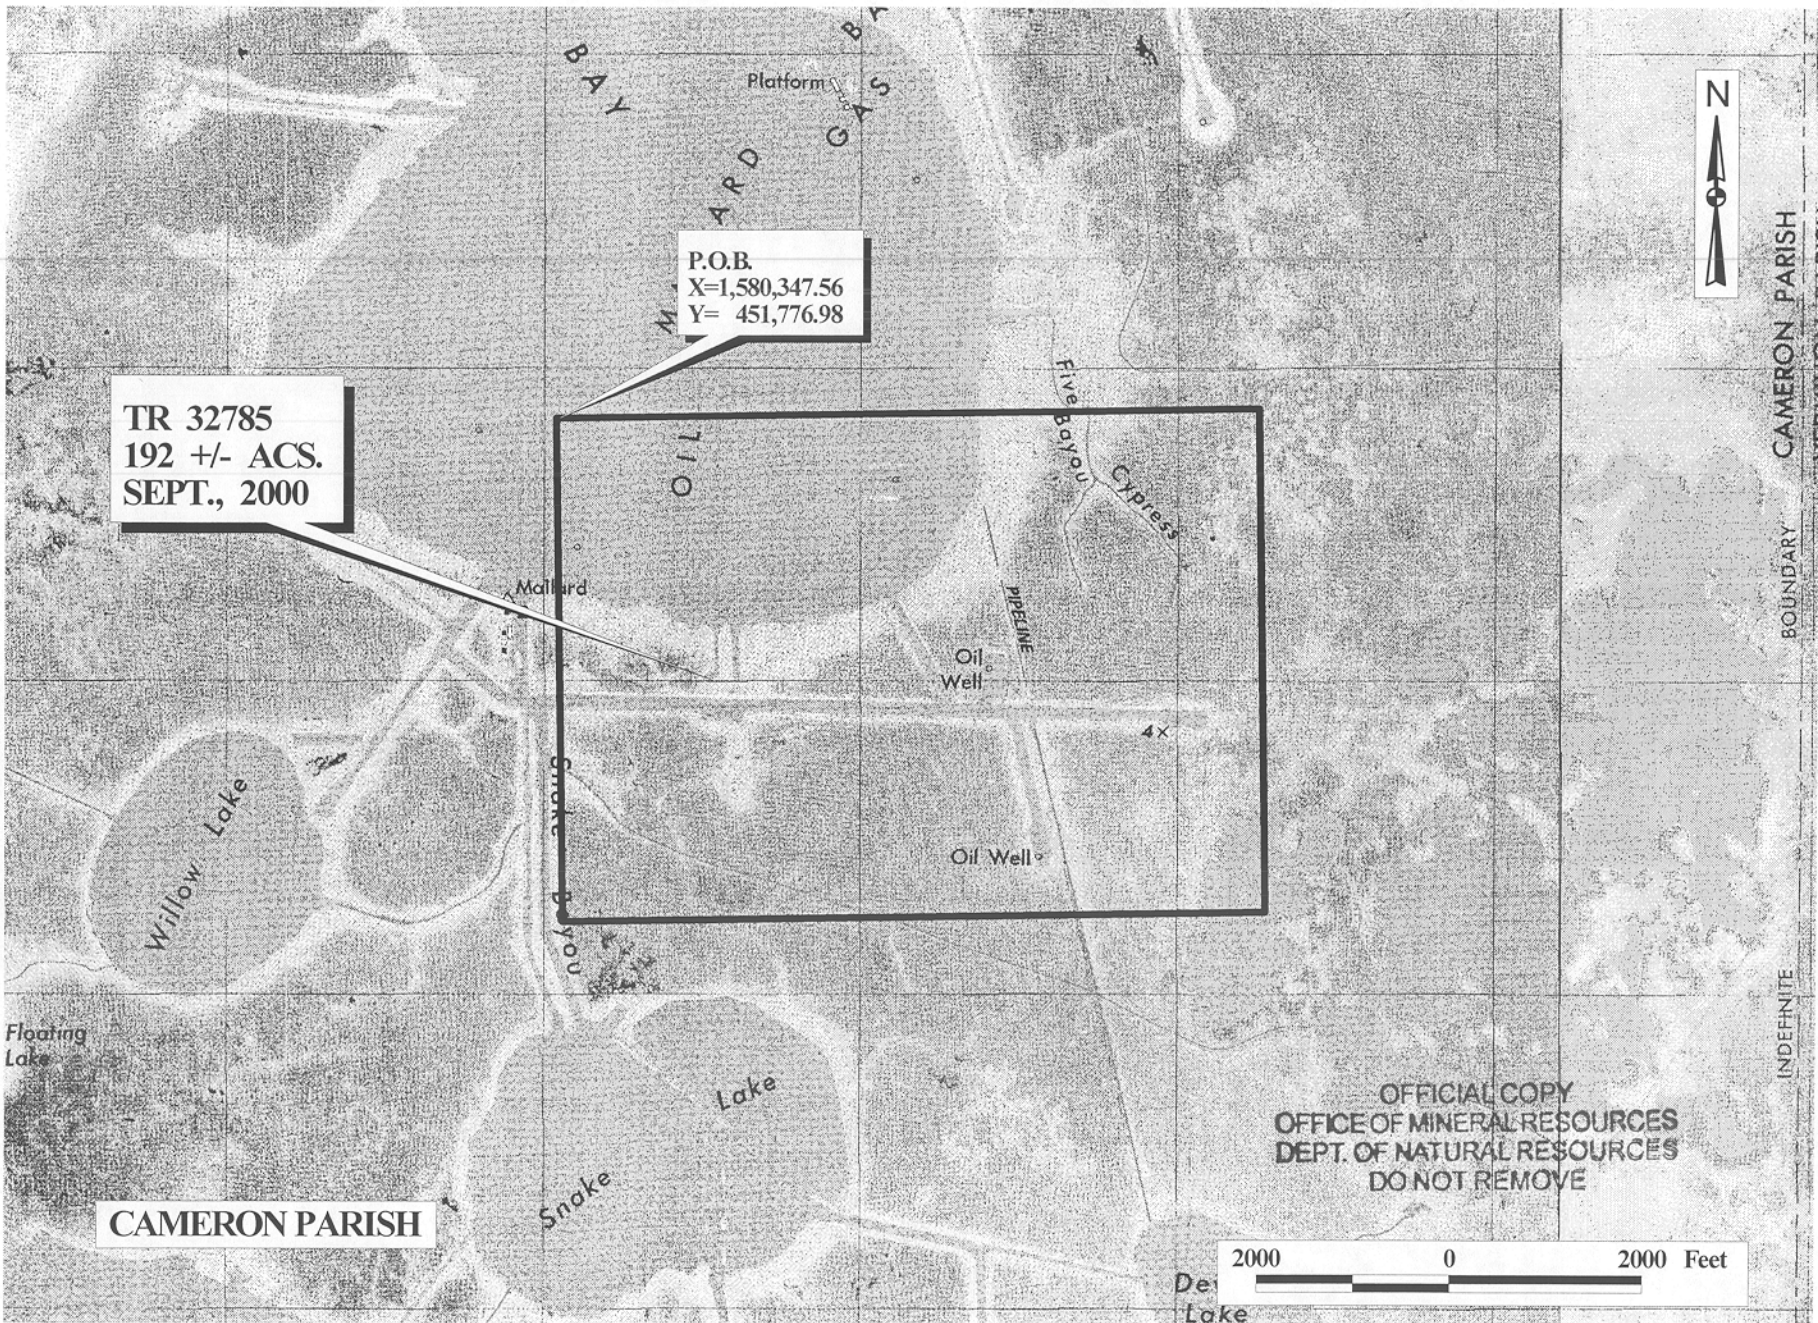 BAY
BA
Platform
GAS
N
ARD
M
P.O.B.
X=1,580,347.56
Y= 451,776.98
CAMERON PARISH
TR 32785
192 +/- ACS.
SEPT., 2000
OIL
Five
Bayou
Cypress
BOUNDARY
Mallard
PIPELINE
Oil
Well
4×
Snake Bayou
Oil Well
Willow Lake
INDEFINITE
Floating
Lake
Snake Lake
OFFICIAL COPY
OFFICE OF MINERAL RESOURCES
DEPT. OF NATURAL RESOURCES
DO NOT REMOVE
CAMERON PARISH
2000 0 2000 Feet
Lake